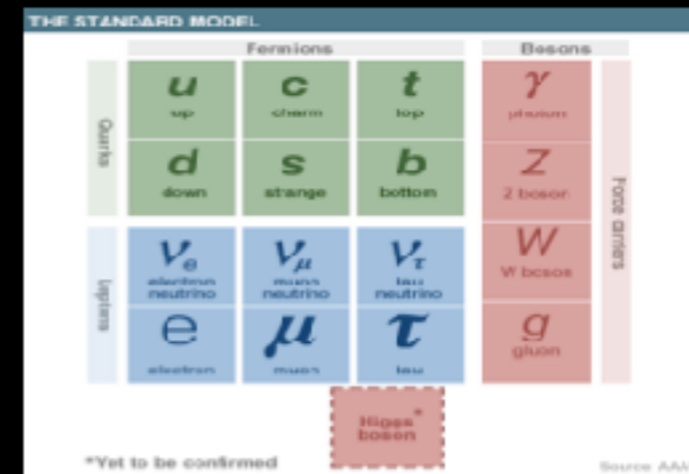 THE STANDARD MODEL
Fermions
Bosons
Quarks
u
up
c
charm
t
top
γ
photon
d
down
s
strange
b
bottom
Z
Z boson
Force carriers
Leptons
νe
electron
neutrino
νμ
muon
neutrino
ντ
tau
neutrino
W
W boson
e
electron
μ
muon
τ
tau
g
gluon
Higgs*
boson
*Yet to be confirmed
Source: